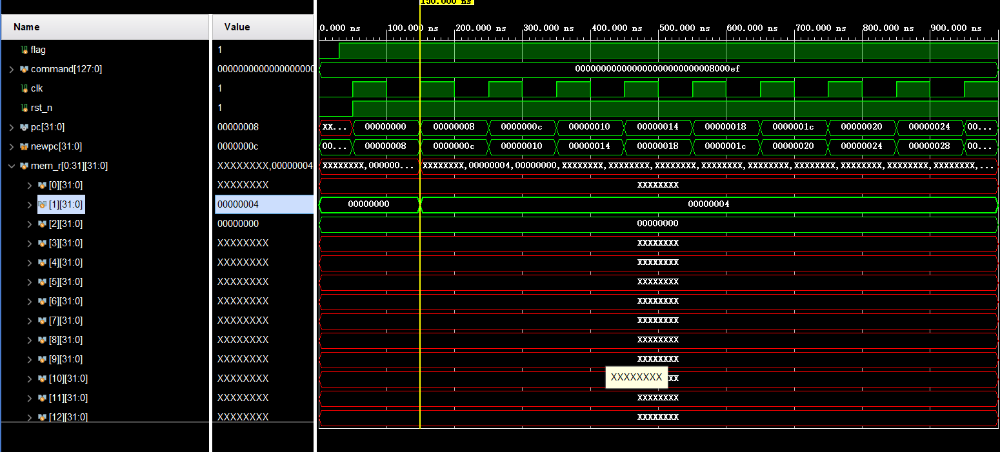 150.000 ns
Name Value 0.000 ns 100.000 ns 200.000 ns 300.000 ns 400.000 ns 500.000 ns 600.000 ns 700.000 ns 800.000 ns 900.000 ns
flag 1
command[127:0] 00000000000000000000 000000000000000000000000008000ef
clk 1
rst_n 1
pc[31:0] 00000008 XX... 00000000 00000008 0000000c 00000010 00000014 00000018 0000001c 00000020 00000024 00...
newpc[31:0] 0000000c 00... 00000008 0000000c 00000010 00000014 00000018 0000001c 00000020 00000024 00000028 00...
mem_r[0:31][31:0] XXXXXXXX,00000004 XXXXXXXX,000000... XXXXXXXX,00000004,00000000,XXXXXXXX,XXXXXXXX,XXXXXXXX,XXXXXXXX,XXXXXXXX,XXXXXXXX,XXXXXXXX,XXXXXXXX,XXXXXXXX,...
[0][31:0] XXXXXXXX XXXXXXXX
[1][31:0] 00000004 00000000 00000004
[2][31:0] 00000000 00000000
[3][31:0] XXXXXXXX XXXXXXXX
[4][31:0] XXXXXXXX XXXXXXXX
[5][31:0] XXXXXXXX XXXXXXXX
[6][31:0] XXXXXXXX XXXXXXXX
[7][31:0] XXXXXXXX XXXXXXXX
[8][31:0] XXXXXXXX XXXXXXXX
[9][31:0] XXXXXXXX XXXXXXXX
[10][31:0] XXXXXXXX XXXXXXXX XX
[11][31:0] XXXXXXXX XXXXXXXX
[12][31:0] XXXXXXXX XXXXXXXX